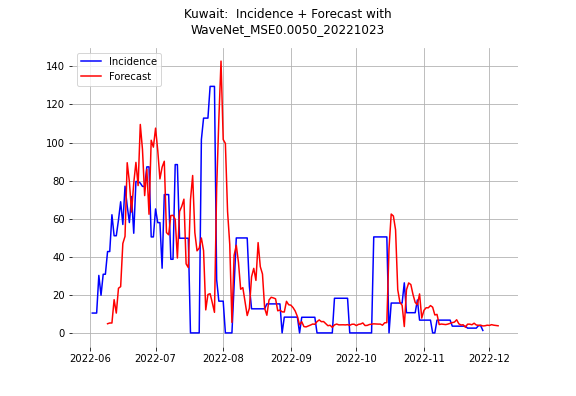 Kuwait:  Incidence + Forecast with
WaveNet_MSE0.0050_20221023
Incidence
Forecast
140
120
100
80
60
40
20
0
2022-06 2022-07 2022-08 2022-09 2022-10 2022-11 2022-12